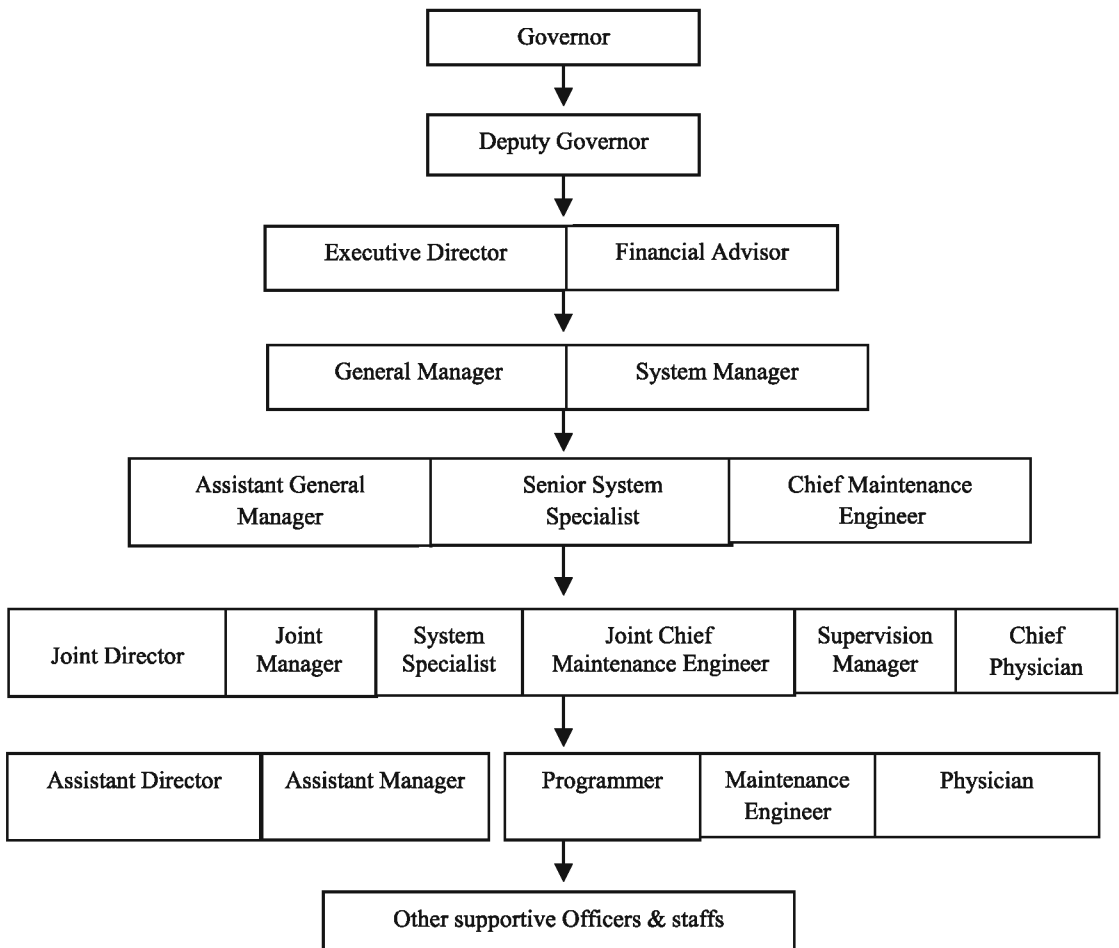 Governor
Deputy Governor
Executive Director
Financial Advisor
General Manager
System Manager
Assistant General
Manager
Senior System
Specialist
Chief Maintenance
Engineer
Joint Director
Joint
Manager
System
Specialist
Joint Chief
Maintenance Engineer
Supervision
Manager
Chief
Physician
Assistant Director
Assistant Manager
Programmer
Maintenance
Engineer
Physician
Other supportive Officers & staffs